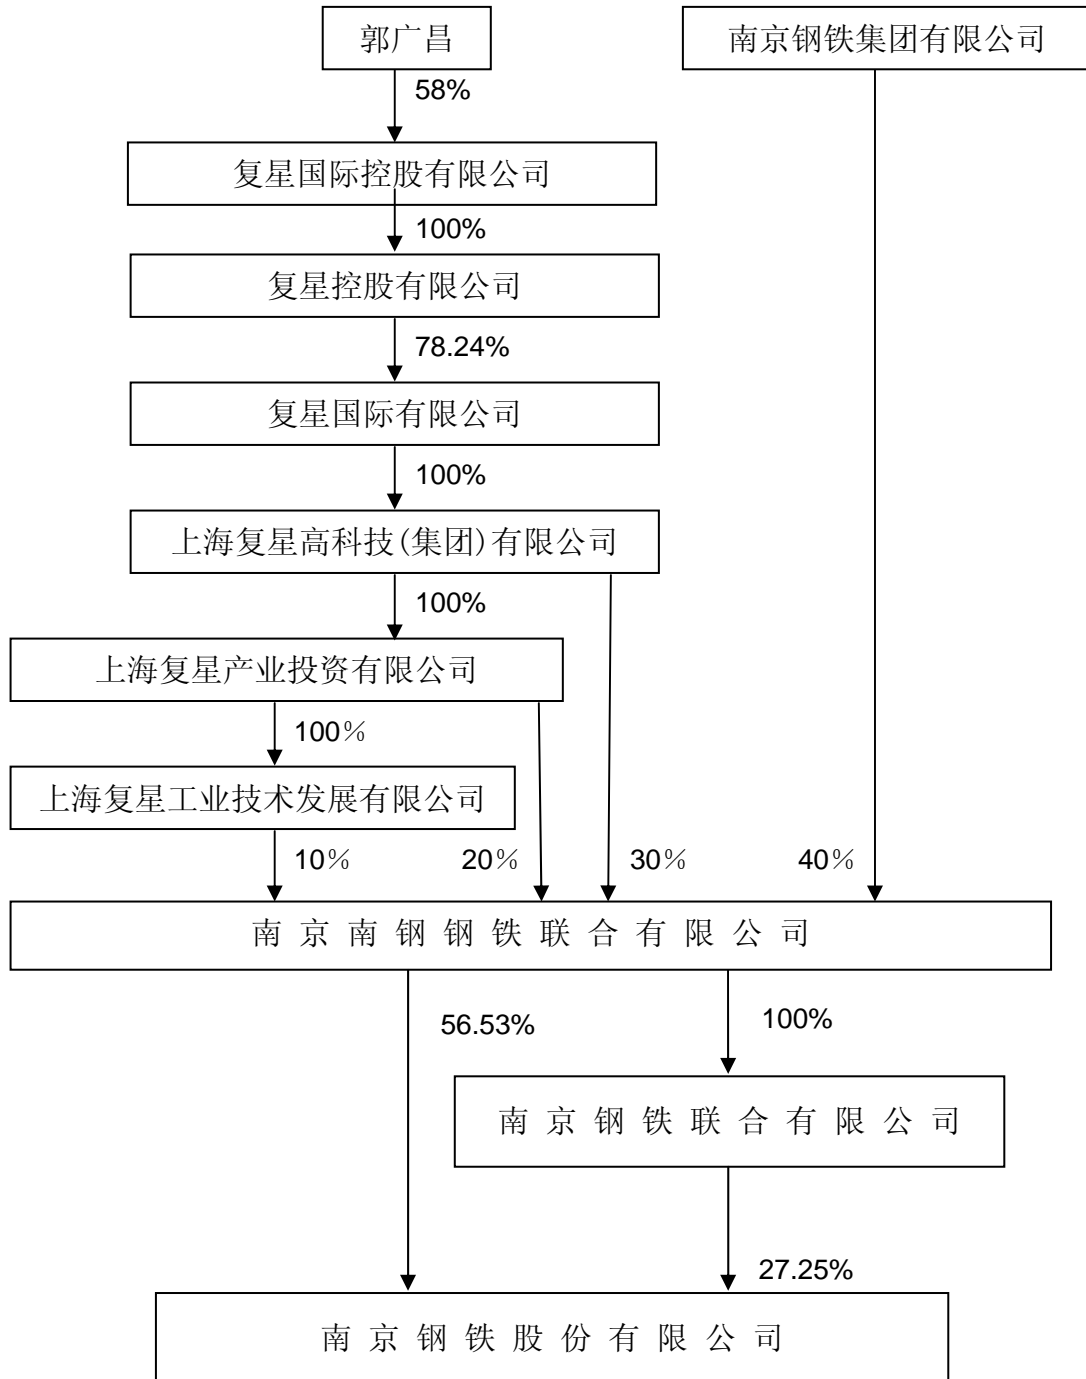 郭广昌
南京钢铁集团有限公司
58%
复星国际控股有限公司
100%
复星控股有限公司
78.24%
复星国际有限公司
100%
上海复星高科技(集团)有限公司
100%
上海复星产业投资有限公司
100%
上海复星工业技术发展有限公司
10%
20%
30%
40%
南京南钢钢铁联合有限公司
56.53%
100%
南京钢铁联合有限公司
27.25%
南京钢铁股份有限公司